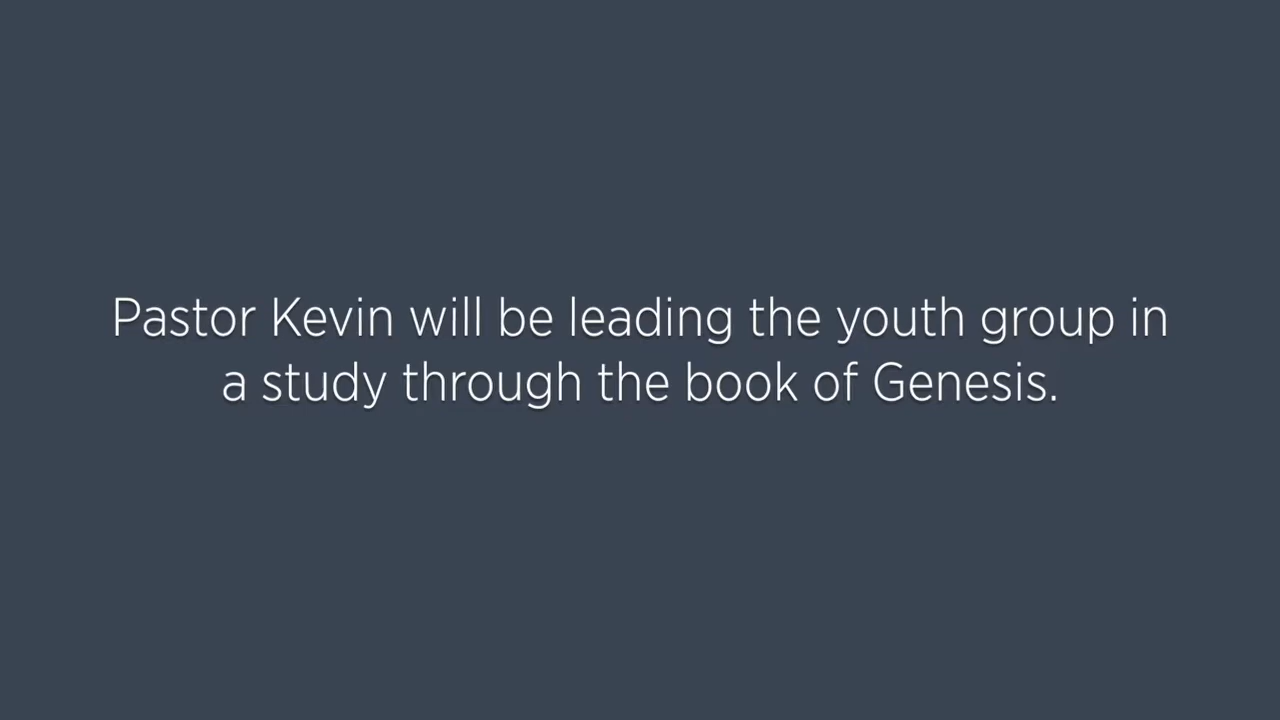 Pastor Kevin will be leading the youth group in
a study through the book of Genesis.